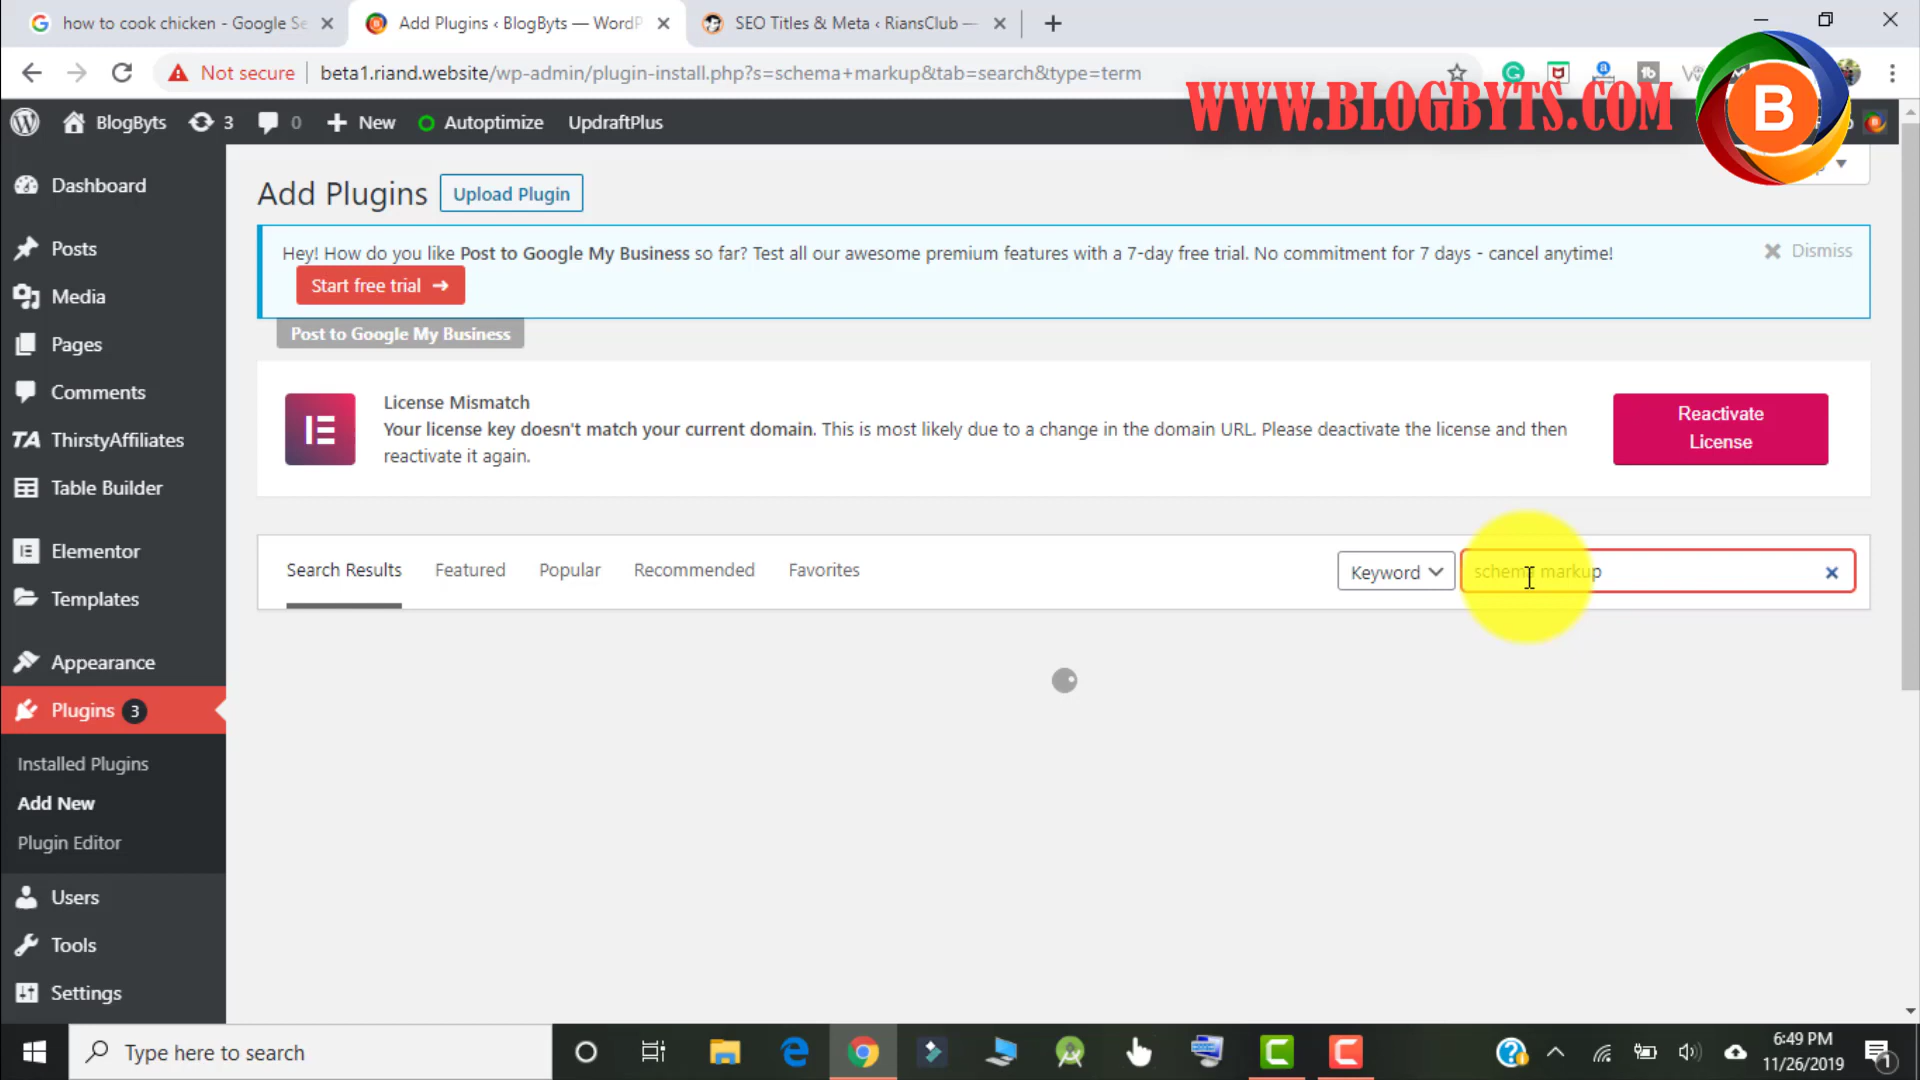 how to cook chicken - Google Se
Add Plugins ‹ BlogByts — WordP
SEO Titles & Meta ‹ RiansClub —
Not secure
beta1.riand.website/wp-admin/plugin-install.php?s=schema+markup&tab=search&type=term
WWW.BLOGBYTS.COM
B
BlogByts
3
0
New
Autoptimize
UpdraftPlus
Dashboard
Posts
Media
Pages
Comments
TA ThirstyAffiliates
Table Builder
Elementor
Templates
Appearance
Plugins 3
Installed Plugins
Add New
Plugin Editor
Users
Tools
Settings
Add Plugins
Upload Plugin
Hey! How do you like Post to Google My Business so far? Test all our awesome premium features with a 7-day free trial. No commitment for 7 days - cancel anytime!
Dismiss
Start free trial →
Post to Google My Business
License Mismatch
Your license key doesn't match your current domain. This is most likely due to a change in the domain URL. Please deactivate the license and then
reactivate it again.
Reactivate
License
Search Results
Featured
Popular
Recommended
Favorites
Keyword
schema markup
Type here to search
6:49 PM
11/26/2019
1